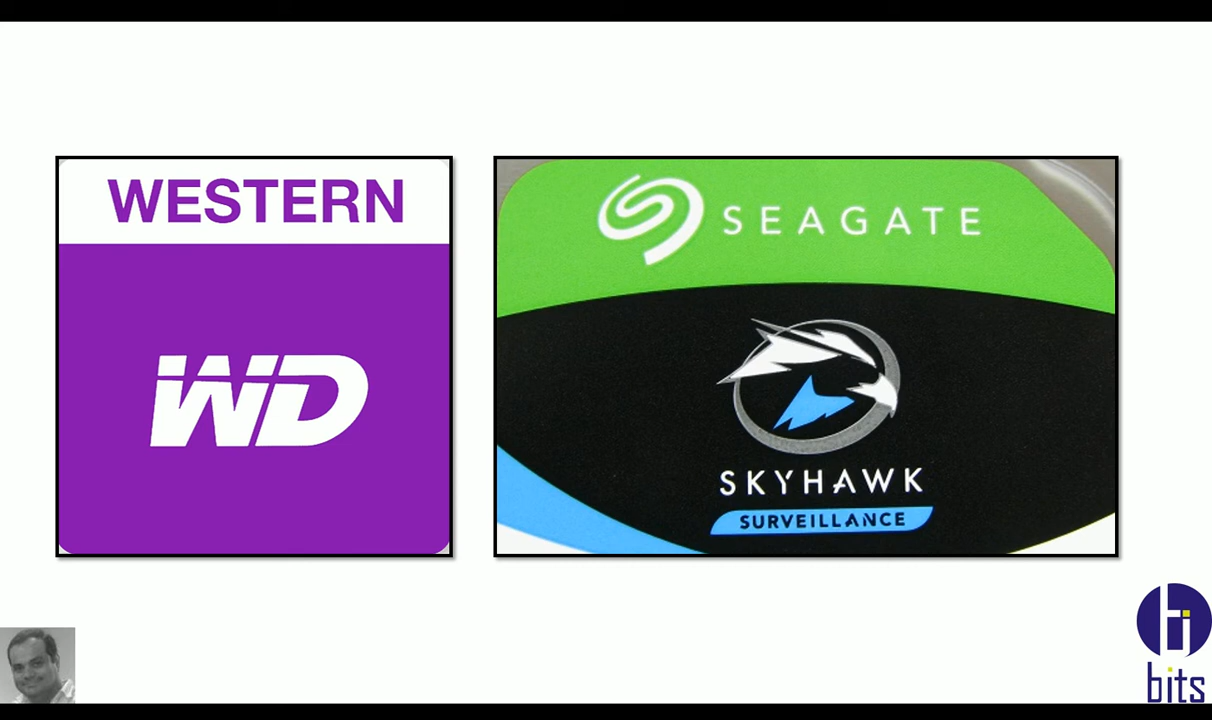 WESTERN
WD
SEAGATE
SKYHAWK
SURVEILLANCE
bits